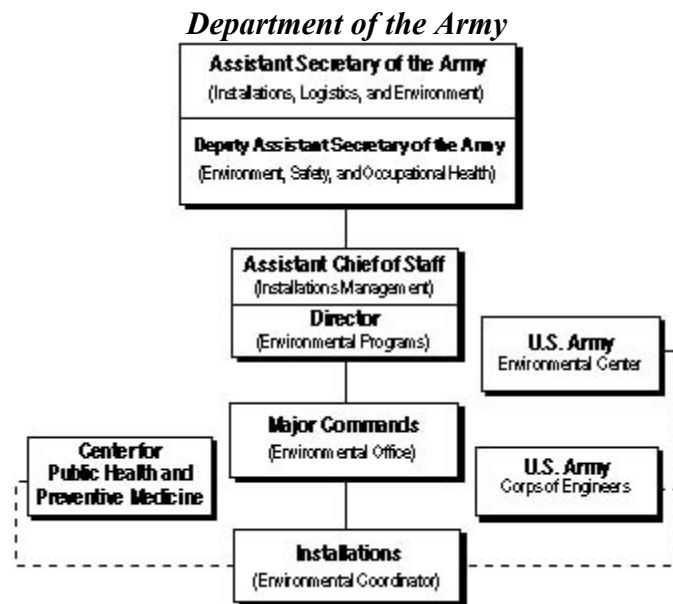 Department of the Army
Assistant Secretary of the Army
(Installations, Logistics, and Environment)
Deputy Assistant Secretary of the Army
(Environment, Safety, and Occupational Health)
Assistant Chief of Staff
(Installations Management)
Director
(Environmental Programs)
U.S. Army
Environmental Center
Major Commands
(Environmental Office)
Center for
Public Health and
Preventive Medicine
U.S. Army
Corps of Engineers
Installations
(Environmental Coordinator)